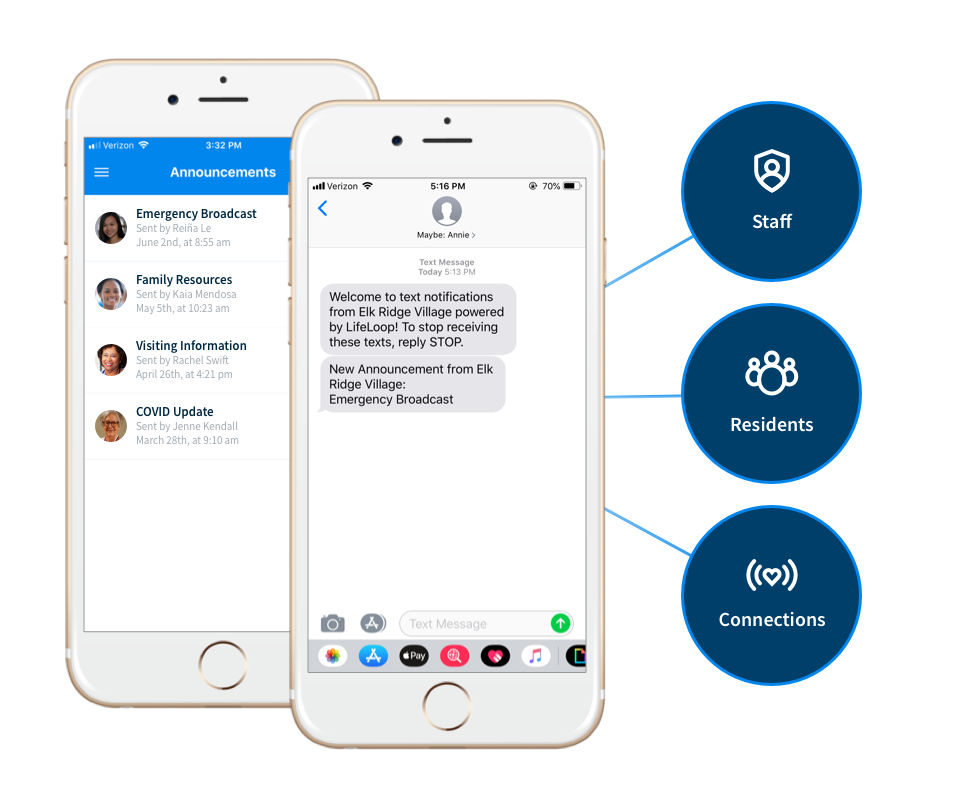 Verizon
3:32 PM
Announcements
Emergency Broadcast
Sent by Reiña Le
June 2nd, at 8:55 am
Family Resources
Sent by Kaia Mendosa
May 5th, at 10:23 am
Visiting Information
Sent by Rachel Swift
April 26th, at 4:21 pm
COVID Update
Sent by Jenne Kendall
March 28th, at 9:10 am
Verizon
5:16 PM
70%
Maybe: Annie >
Text Message
Today 5:13 PM
Welcome to text notifications
from Elk Ridge Village powered
by LifeLoop! To stop receiving
these texts, reply STOP.
New Announcement from Elk
Ridge Village:
Emergency Broadcast
Text Message
Pay
Staff
Residents
Connections